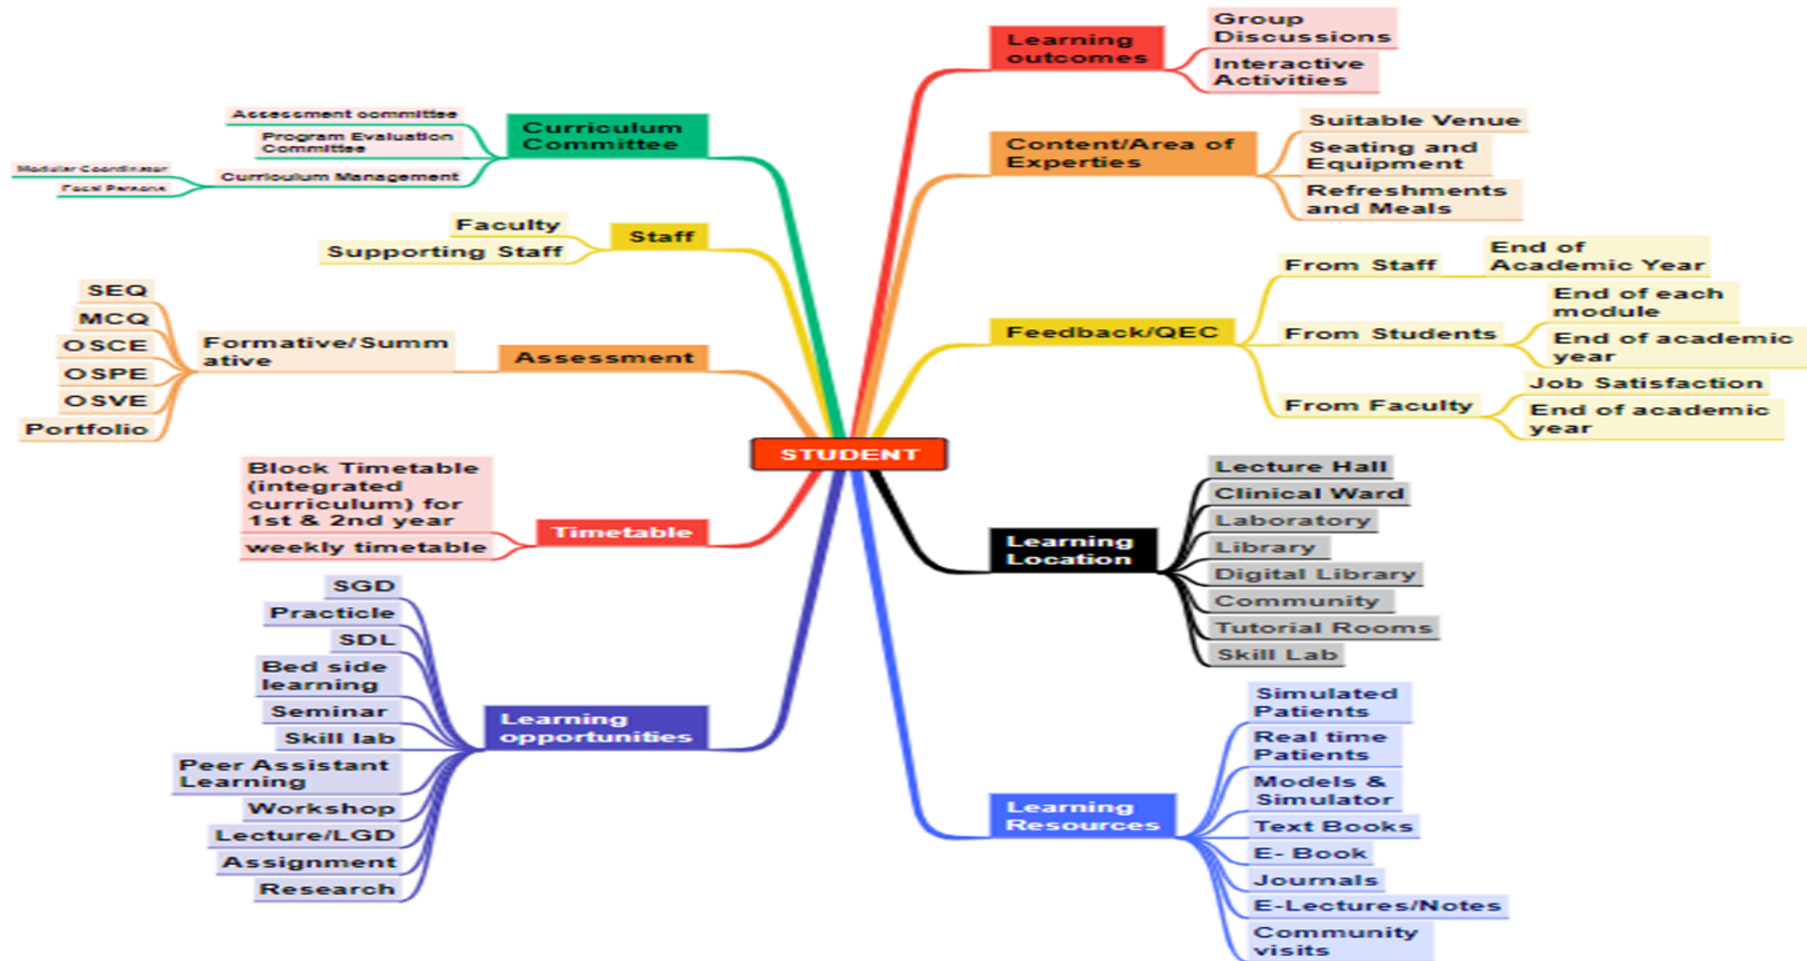 STUDENT
Curriculum
Committee
Assessment committee
Program Evaluation
Committee
Curriculum Management
Modular Coordinator
Focal Persons
Staff
Faculty
Supporting Staff
Assessment
Formative/Summ
ative
SEQ
MCQ
OSCE
OSPE
OSVE
Portfolio
Timetable
Block Timetable
(integrated
curriculum) for
1st & 2nd year
weekly timetable
Learning
opportunities
SGD
Practicle
SDL
Bed side
learning
Seminar
Skill lab
Peer Assistant
Learning
Workshop
Lecture/LGD
Assignment
Research
Learning
outcomes
Group
Discussions
Interactive
Activities
Content/Area of
Experties
Suitable Venue
Seating and
Equipment
Refreshments
and Meals
Feedback/QEC
From Staff
End of
Academic Year
From Students
End of each
module
End of academic
year
From Faculty
Job Satisfaction
End of academic
year
Learning
Location
Lecture Hall
Clinical Ward
Laboratory
Library
Digital Library
Community
Tutorial Rooms
Skill Lab
Learning
Resources
Simulated
Patients
Real time
Patients
Models &
Simulator
Text Books
E- Book
Journals
E-Lectures/Notes
Community
visits